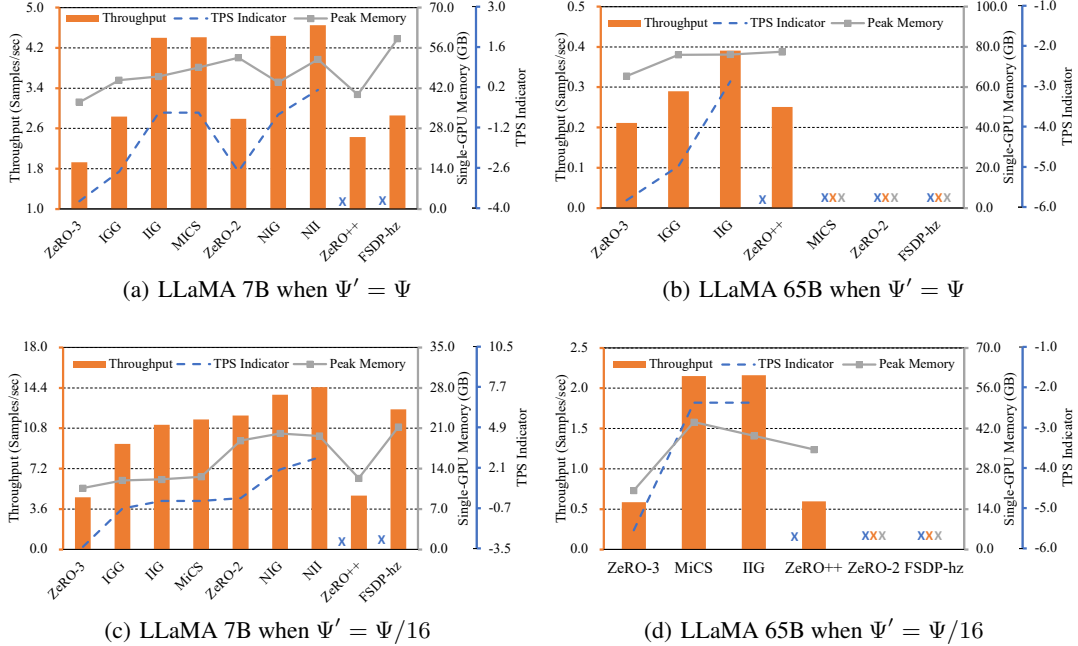 Throughput TPS Indicator Peak Memory
Throughput (Samples/sec)
5.0
4.2
3.4
2.6
1.8
1.0
70.0
56.0
42.0
28.0
14.0
0.0
Single-GPU Memory (GB)
3.0
1.6
0.2
-1.2
-2.6
-4.0
TPS Indicator
X X
ZeRO-3 IGG IIG MICS ZeRO-2 NIG NII ZeRO++ FSDP-hz
(a) LLaMA 7B when Ψ′ = Ψ
Throughput TPS Indicator Peak Memory
Throughput (Samples/sec)
0.5
0.4
0.3
0.2
0.1
0.0
100.0
80.0
60.0
40.0
20.0
0.0
Single-GPU Memory (GB)
-1.0
-2.0
-3.0
-4.0
-5.0
-6.0
TPS Indicator
X XXX XXX XXX
ZeRO-3 IGG IIG ZeRO++ MICS ZeRO-2 FSDP-hz
(b) LLaMA 65B when Ψ′ = Ψ
Throughput TPS Indicator Peak Memory
Throughput (Samples/sec)
18.0
14.4
10.8
7.2
3.6
0.0
35.0
28.0
21.0
14.0
7.0
0.0
Single-GPU Memory (GB)
10.5
7.7
4.9
2.1
-0.7
-3.5
TPS Indicator
X X
ZeRO-3 IGG IIG MiCS ZeRO-2 NIG NII ZeRO++ FSDP-hz
(c) LLaMA 7B when Ψ′ = Ψ/16
Throughput TPS Indicator Peak Memory
Throughput (Samples/sec)
2.5
2.0
1.5
1.0
0.5
0.0
70.0
56.0
42.0
28.0
14.0
0.0
Single-GPU Memory (GB)
-1.0
-2.0
-3.0
-4.0
-5.0
-6.0
TPS Indicator
X XXX XXX
ZeRO-3 MiCS IIG ZeRO++ ZeRO-2 FSDP-hz
(d) LLaMA 65B when Ψ′ = Ψ/16